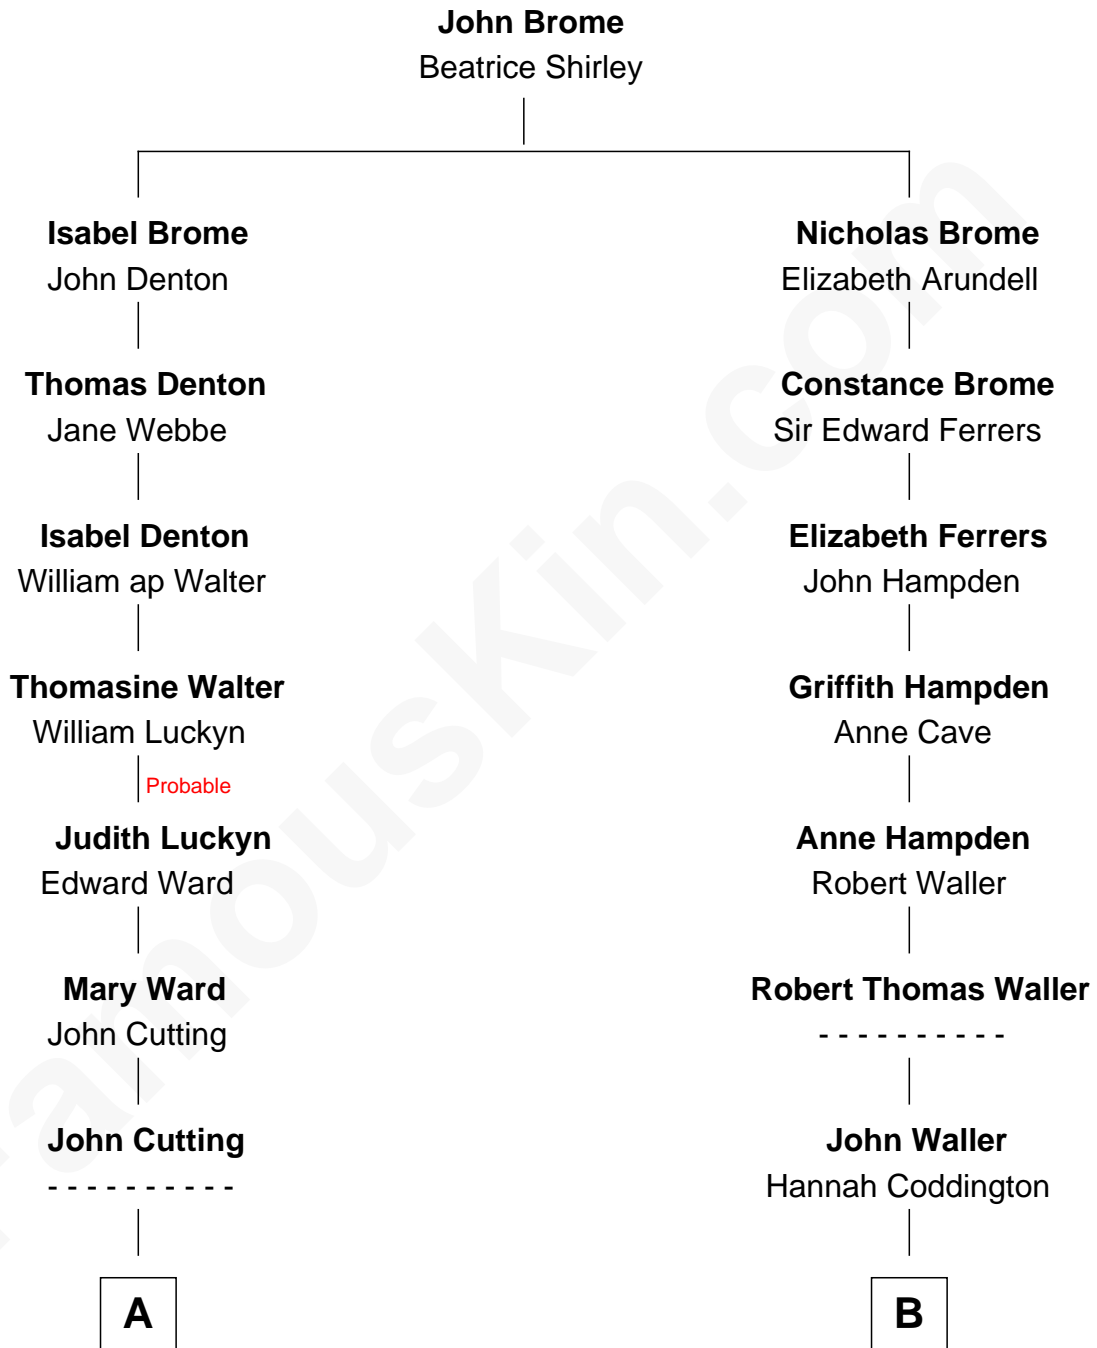 John Brome
Beatrice Shirley
Isabel Brome
John Denton
Nicholas Brome
Elizabeth Arundell
Thomas Denton
Jane Webbe
Constance Brome
Sir Edward Ferrers
Isabel Denton
William ap Walter
Elizabeth Ferrers
John Hampden
Thomasine Walter
William Luckyn
Griffith Hampden
Anne Cave
Probable
Judith Luckyn
Edward Ward
Anne Hampden
Robert Waller
Mary Ward
John Cutting
Robert Thomas Waller
- - - - - - - - - -
John Cutting
- - - - - - - - - -
John Waller
Hannah Coddington
A
B
FamousKin.com